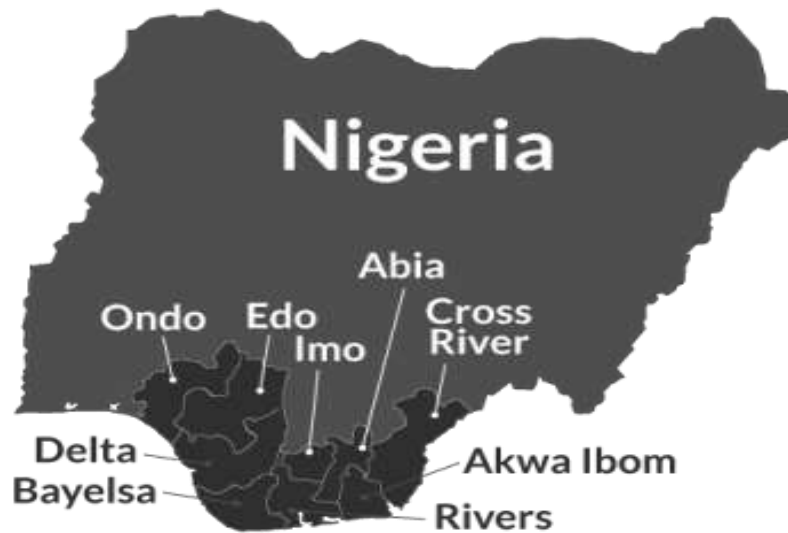 Nigeria
Abia
Ondo
Edo
Imo
Cross
River
Delta
Bayelsa
Akwa Ibom
Rivers